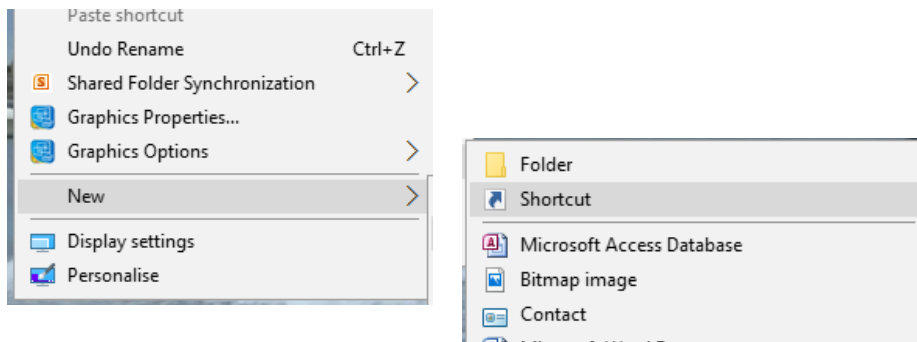 Paste shortcut
Undo Rename Ctrl+Z
Shared Folder Synchronization
Graphics Properties...
Graphics Options
New
Display settings
Personalise
Folder
Shortcut
Microsoft Access Database
Bitmap image
Contact